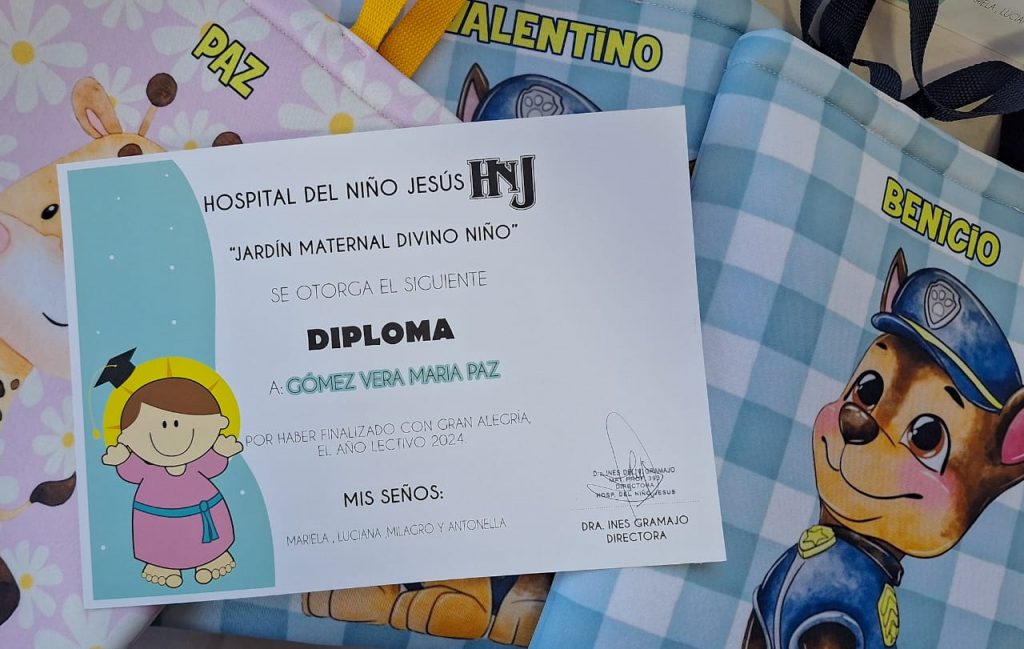 PAZ
VALENTINO
BENICIO
HOSPITAL DEL NIÑO JESÚS HNJ
"JARDÍN MATERNAL DIVINO NIÑO"
SE OTORGA EL SIGUIENTE
DIPLOMA
A: GÓMEZ VERA MARIA PAZ
POR HABER FINALIZADO CON GRAN ALEGRÍA,
EL AÑO LECTIVO 2024.
MIS SEÑOS:
MARIELA , LUCIANA ,MILAGRO Y ANTONELLA
GRAMAJO
DIRECTORA
HOSP. DEL NIÑO JESUS
DRA. INES GRAMAJO
DIRECTORA